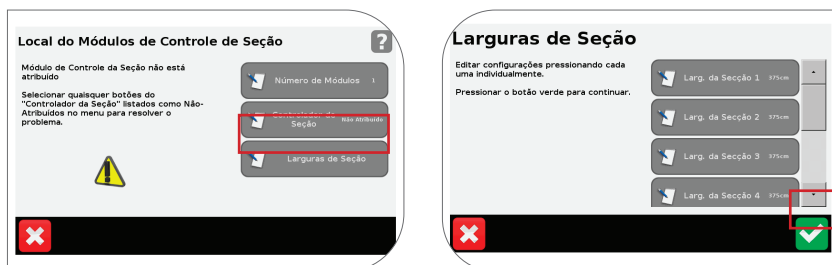 Local do Módulos de Controle de Seção
?
Módulo de Controle da Seção não está
atribuído
Selecionar quaisquer botões do
"Controlador da Seção" listados como Não-
Atribuídos no menu para resolver o
problema.
Número de Módulos 1
Controlador de
Seção Não Atribuído
Larguras de Seção
Larguras de Seção
Editar configurações pressionando cada
uma individualmente.
Pressionar o botão verde para continuar.
Larg. da Secção 1 375cm
Larg. da Secção 2 375cm
Larg. da Secção 3 375cm
Larg. da Secção 4 375cm